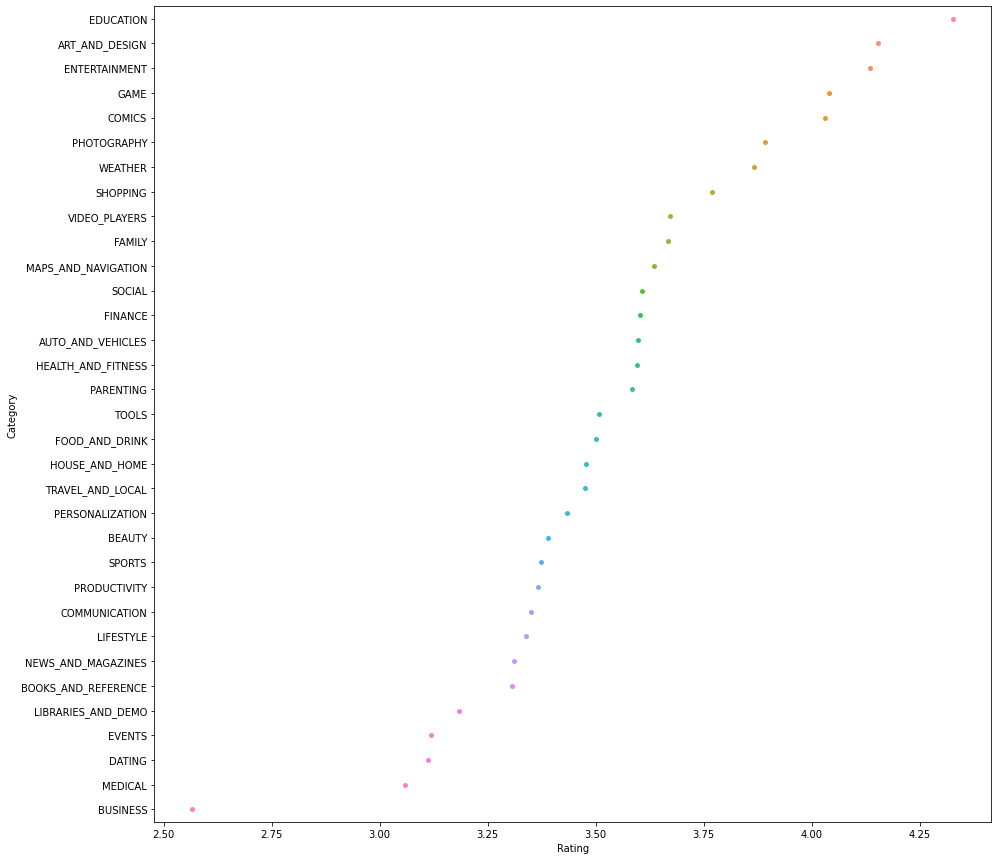 EDUCATION
ART_AND_DESIGN
ENTERTAINMENT
GAME
COMICS
PHOTOGRAPHY
WEATHER
SHOPPING
VIDEO_PLAYERS
FAMILY
MAPS_AND_NAVIGATION
SOCIAL
FINANCE
AUTO_AND_VEHICLES
HEALTH_AND_FITNESS
PARENTING
TOOLS
FOOD_AND_DRINK
HOUSE_AND_HOME
TRAVEL_AND_LOCAL
PERSONALIZATION
BEAUTY
SPORTS
PRODUCTIVITY
COMMUNICATION
LIFESTYLE
NEWS_AND_MAGAZINES
BOOKS_AND_REFERENCE
LIBRARIES_AND_DEMO
EVENTS
DATING
MEDICAL
BUSINESS
Category
2.50 2.75 3.00 3.25 3.50 3.75 4.00 4.25
Rating